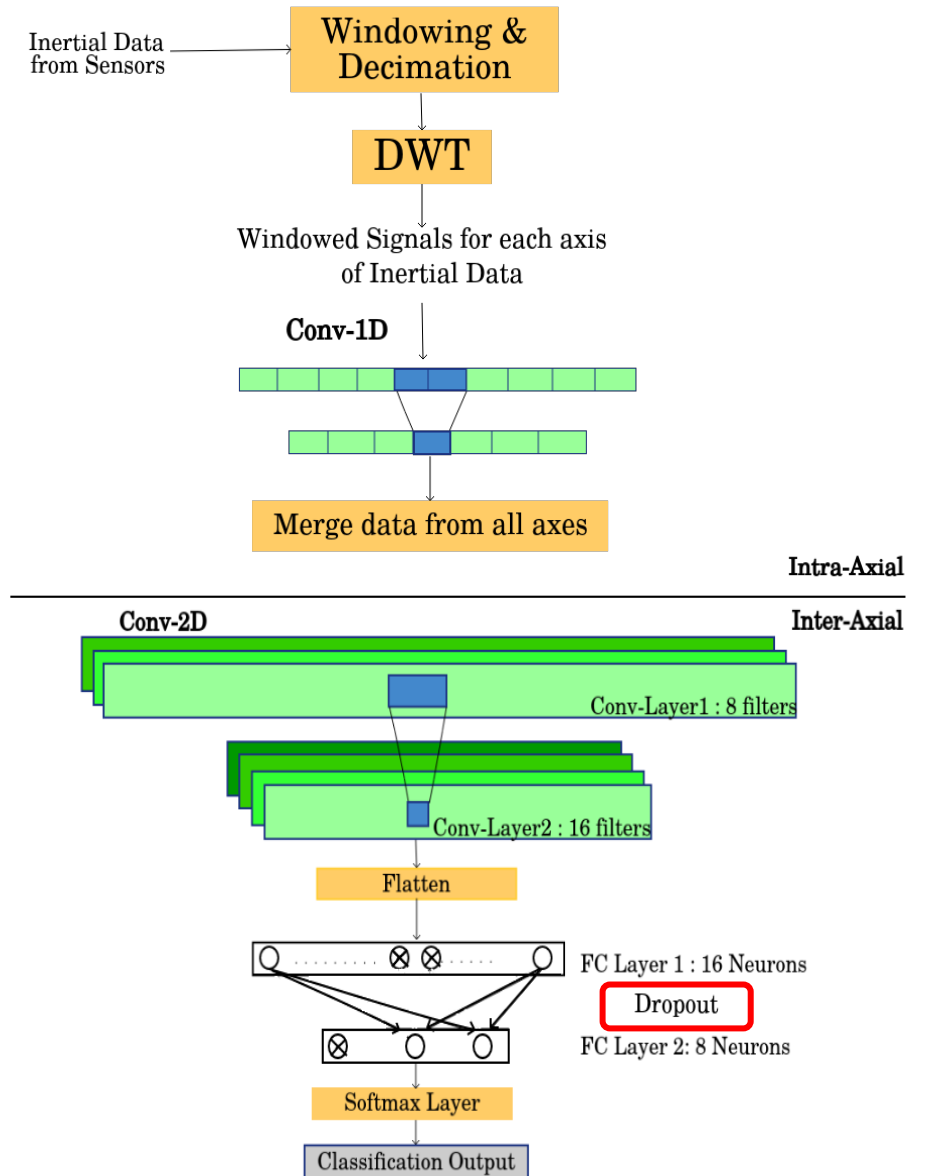 Inertial Data
from Sensors
Windowing &
Decimation
DWT
Windowed Signals for each axis
of Inertial Data
Conv-1D
Merge data from all axes
Intra-Axial
Inter-Axial
Conv-2D
Conv-Layer1 : 8 filters
Conv-Layer2 : 16 filters
Flatten
FC Layer 1 : 16 Neurons
Dropout
FC Layer 2: 8 Neurons
Softmax Layer
Classification Output